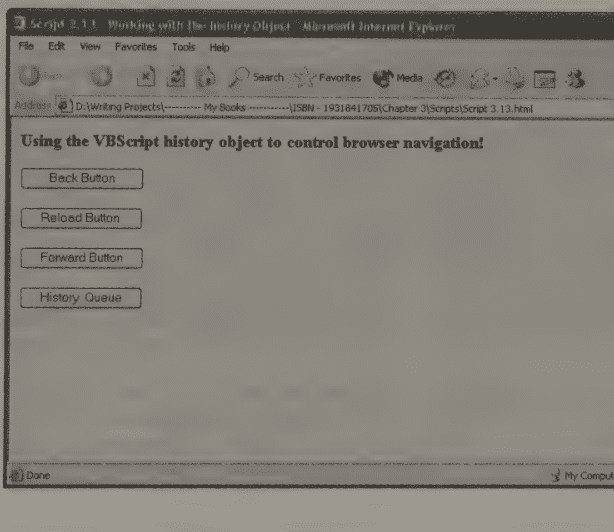 Script 3.13 Working with the history Object - Microsoft Internet Explorer
File Edit View Favorites Tools Help
Search Favorites Media
Address D:\Writing Projects\---------- My Books -----------\ISBN - 1931841705\Chapter 3\Scripts\Script 3.13.html
Using the VBScript history object to control browser navigation!
Back Button
Reload Button
Forward Button
History Queue
Done My Comput